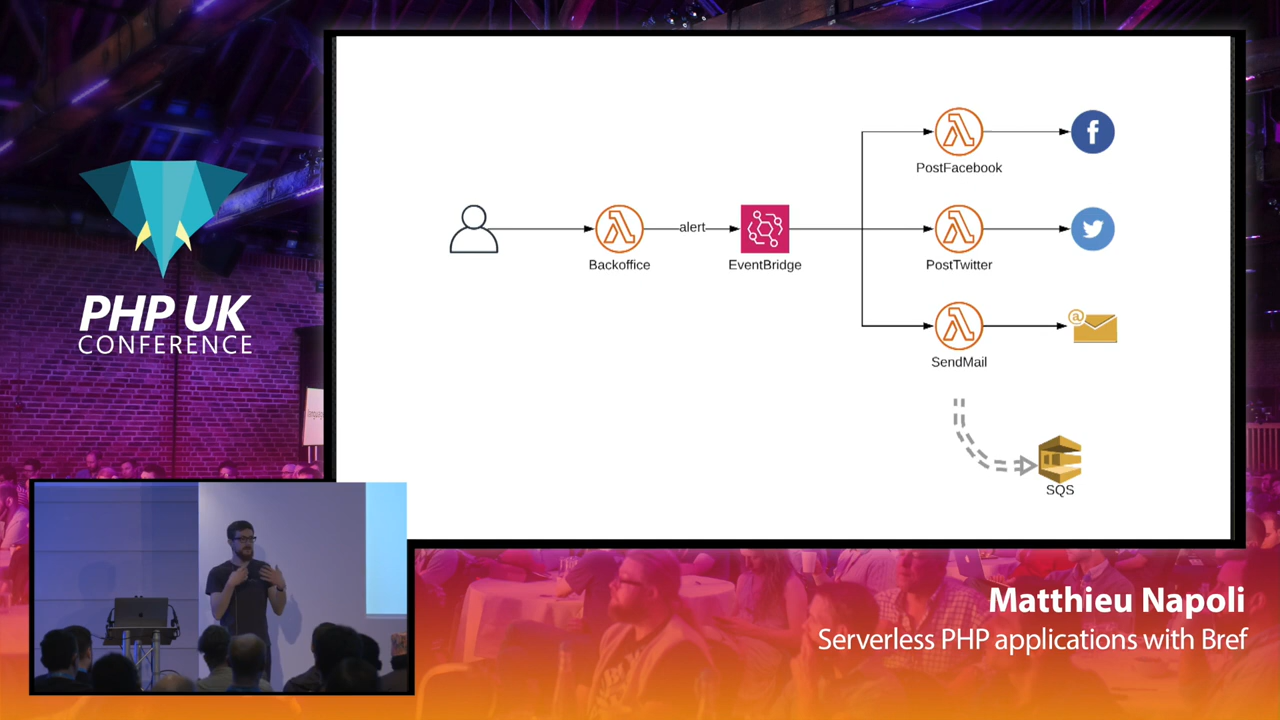 PHP UK
CONFERENCE
PostFacebook
alert
Backoffice
EventBridge
PostTwitter
SendMail
SQS
Matthieu Napoli
Serverless PHP applications with Bref